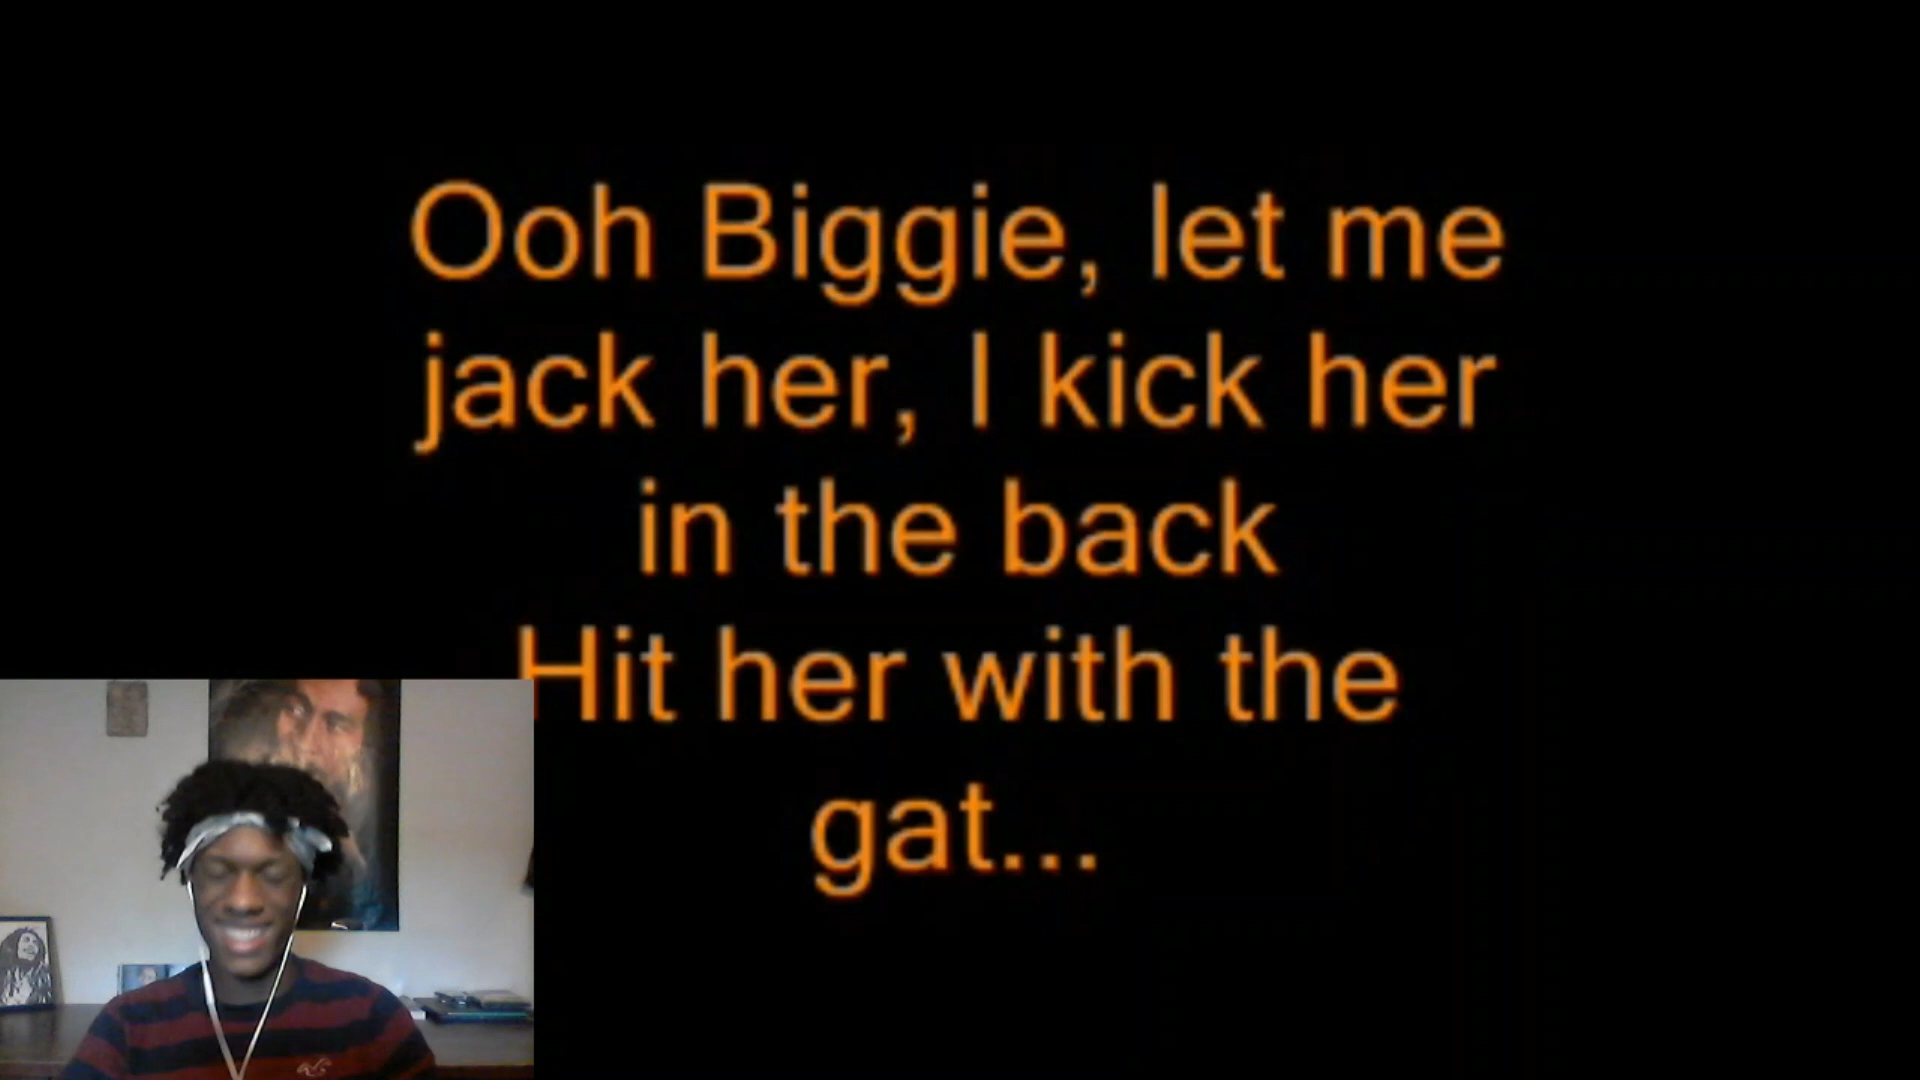 Ooh Biggie, let me
jack her, I kick her
in the back
Hit her with the
gat...